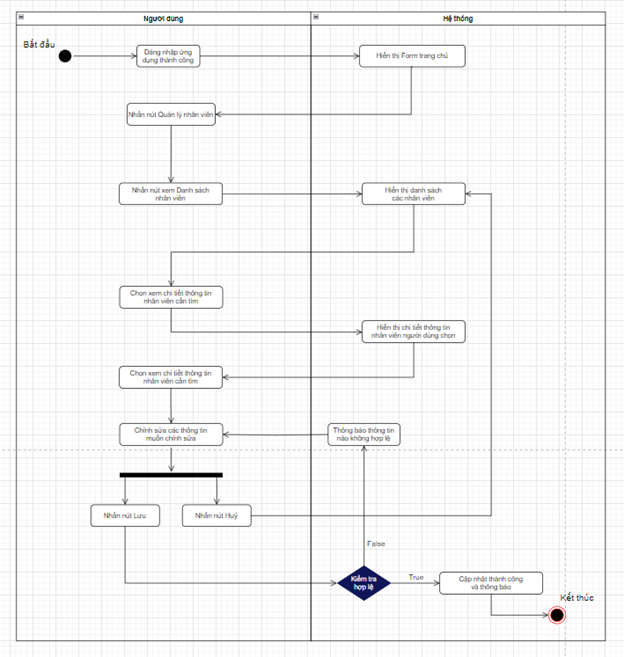 Người dùng
Hệ thống
Bắt đầu
Đăng nhập ứng
dụng thành công
Hiển thị Form trang chủ
Nhấn nút Quản lý nhân viên
Nhấn nút xem Danh sách
nhân viên
Hiển thị danh sách
các nhân viên
Chọn xem chi tiết thông tin
nhân viên cần tìm
Hiển thị chi tiết thông tin
nhân viên người dùng chọn
Chọn xem chi tiết thông tin
nhân viên cần tìm
Chỉnh sửa các thông tin
muốn chỉnh sửa
Thông báo thông tin
nào không hợp lệ
Nhấn nút Lưu
Nhấn nút Huỷ
False
Kiểm tra
hợp lệ
True
Cập nhật thành công
và thông báo
Kết thúc